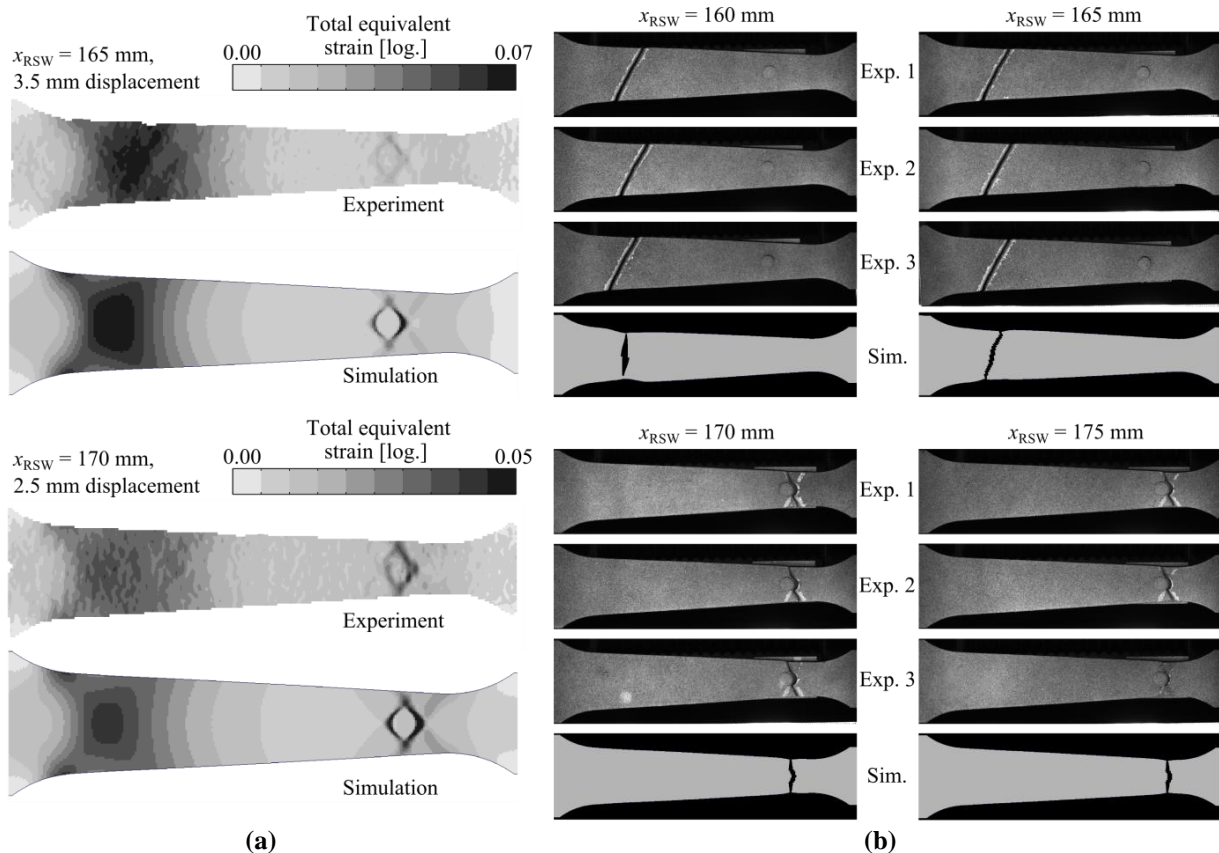 Total equivalent
strain [log.]
0.00
0.07
x_RSW = 165 mm,
3.5 mm displacement
Experiment
Simulation
Total equivalent
strain [log.]
0.00
0.05
x_RSW = 170 mm,
2.5 mm displacement
Experiment
Simulation
(a)
x_RSW = 160 mm
x_RSW = 165 mm
Exp. 1
Exp. 2
Exp. 3
Sim.
x_RSW = 170 mm
x_RSW = 175 mm
Exp. 1
Exp. 2
Exp. 3
Sim.
(b)